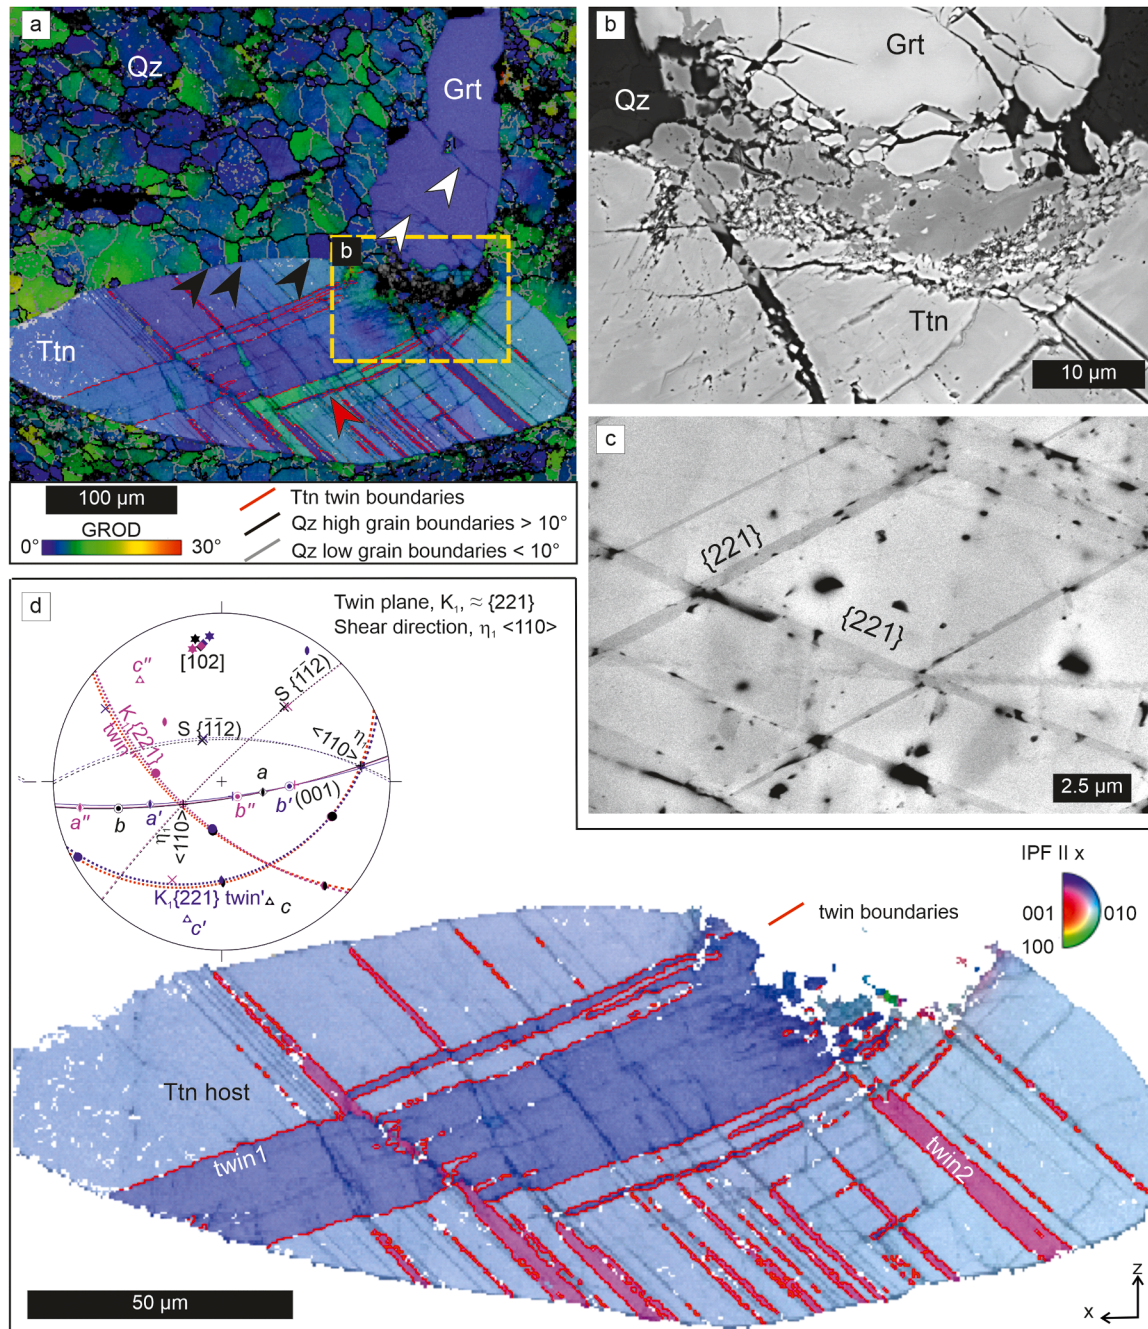 a
Qz
Grt
b
Ttn
100 µm
GROD
0°
30°
Ttn twin boundaries
Qz high grain boundaries > 10°
Qz low grain boundaries < 10°
b
Grt
Qz
Ttn
10 µm
c
{221}
{221}
2.5 µm
d
Twin plane, K₁, ≈ {221}
Shear direction, η₁ <110>
[102]
c"
S {1̅1̅2)
S {1̅1̅2)
K₁{221}
twin"
η₁
<110>
a
(001)
b"
b'
a"
b
a'
η₁
<110>
K₁{221} twin'
c
c'
IPF II x
001
010
100
twin boundaries
Ttn host
twin1
twin2
50 µm
z
x